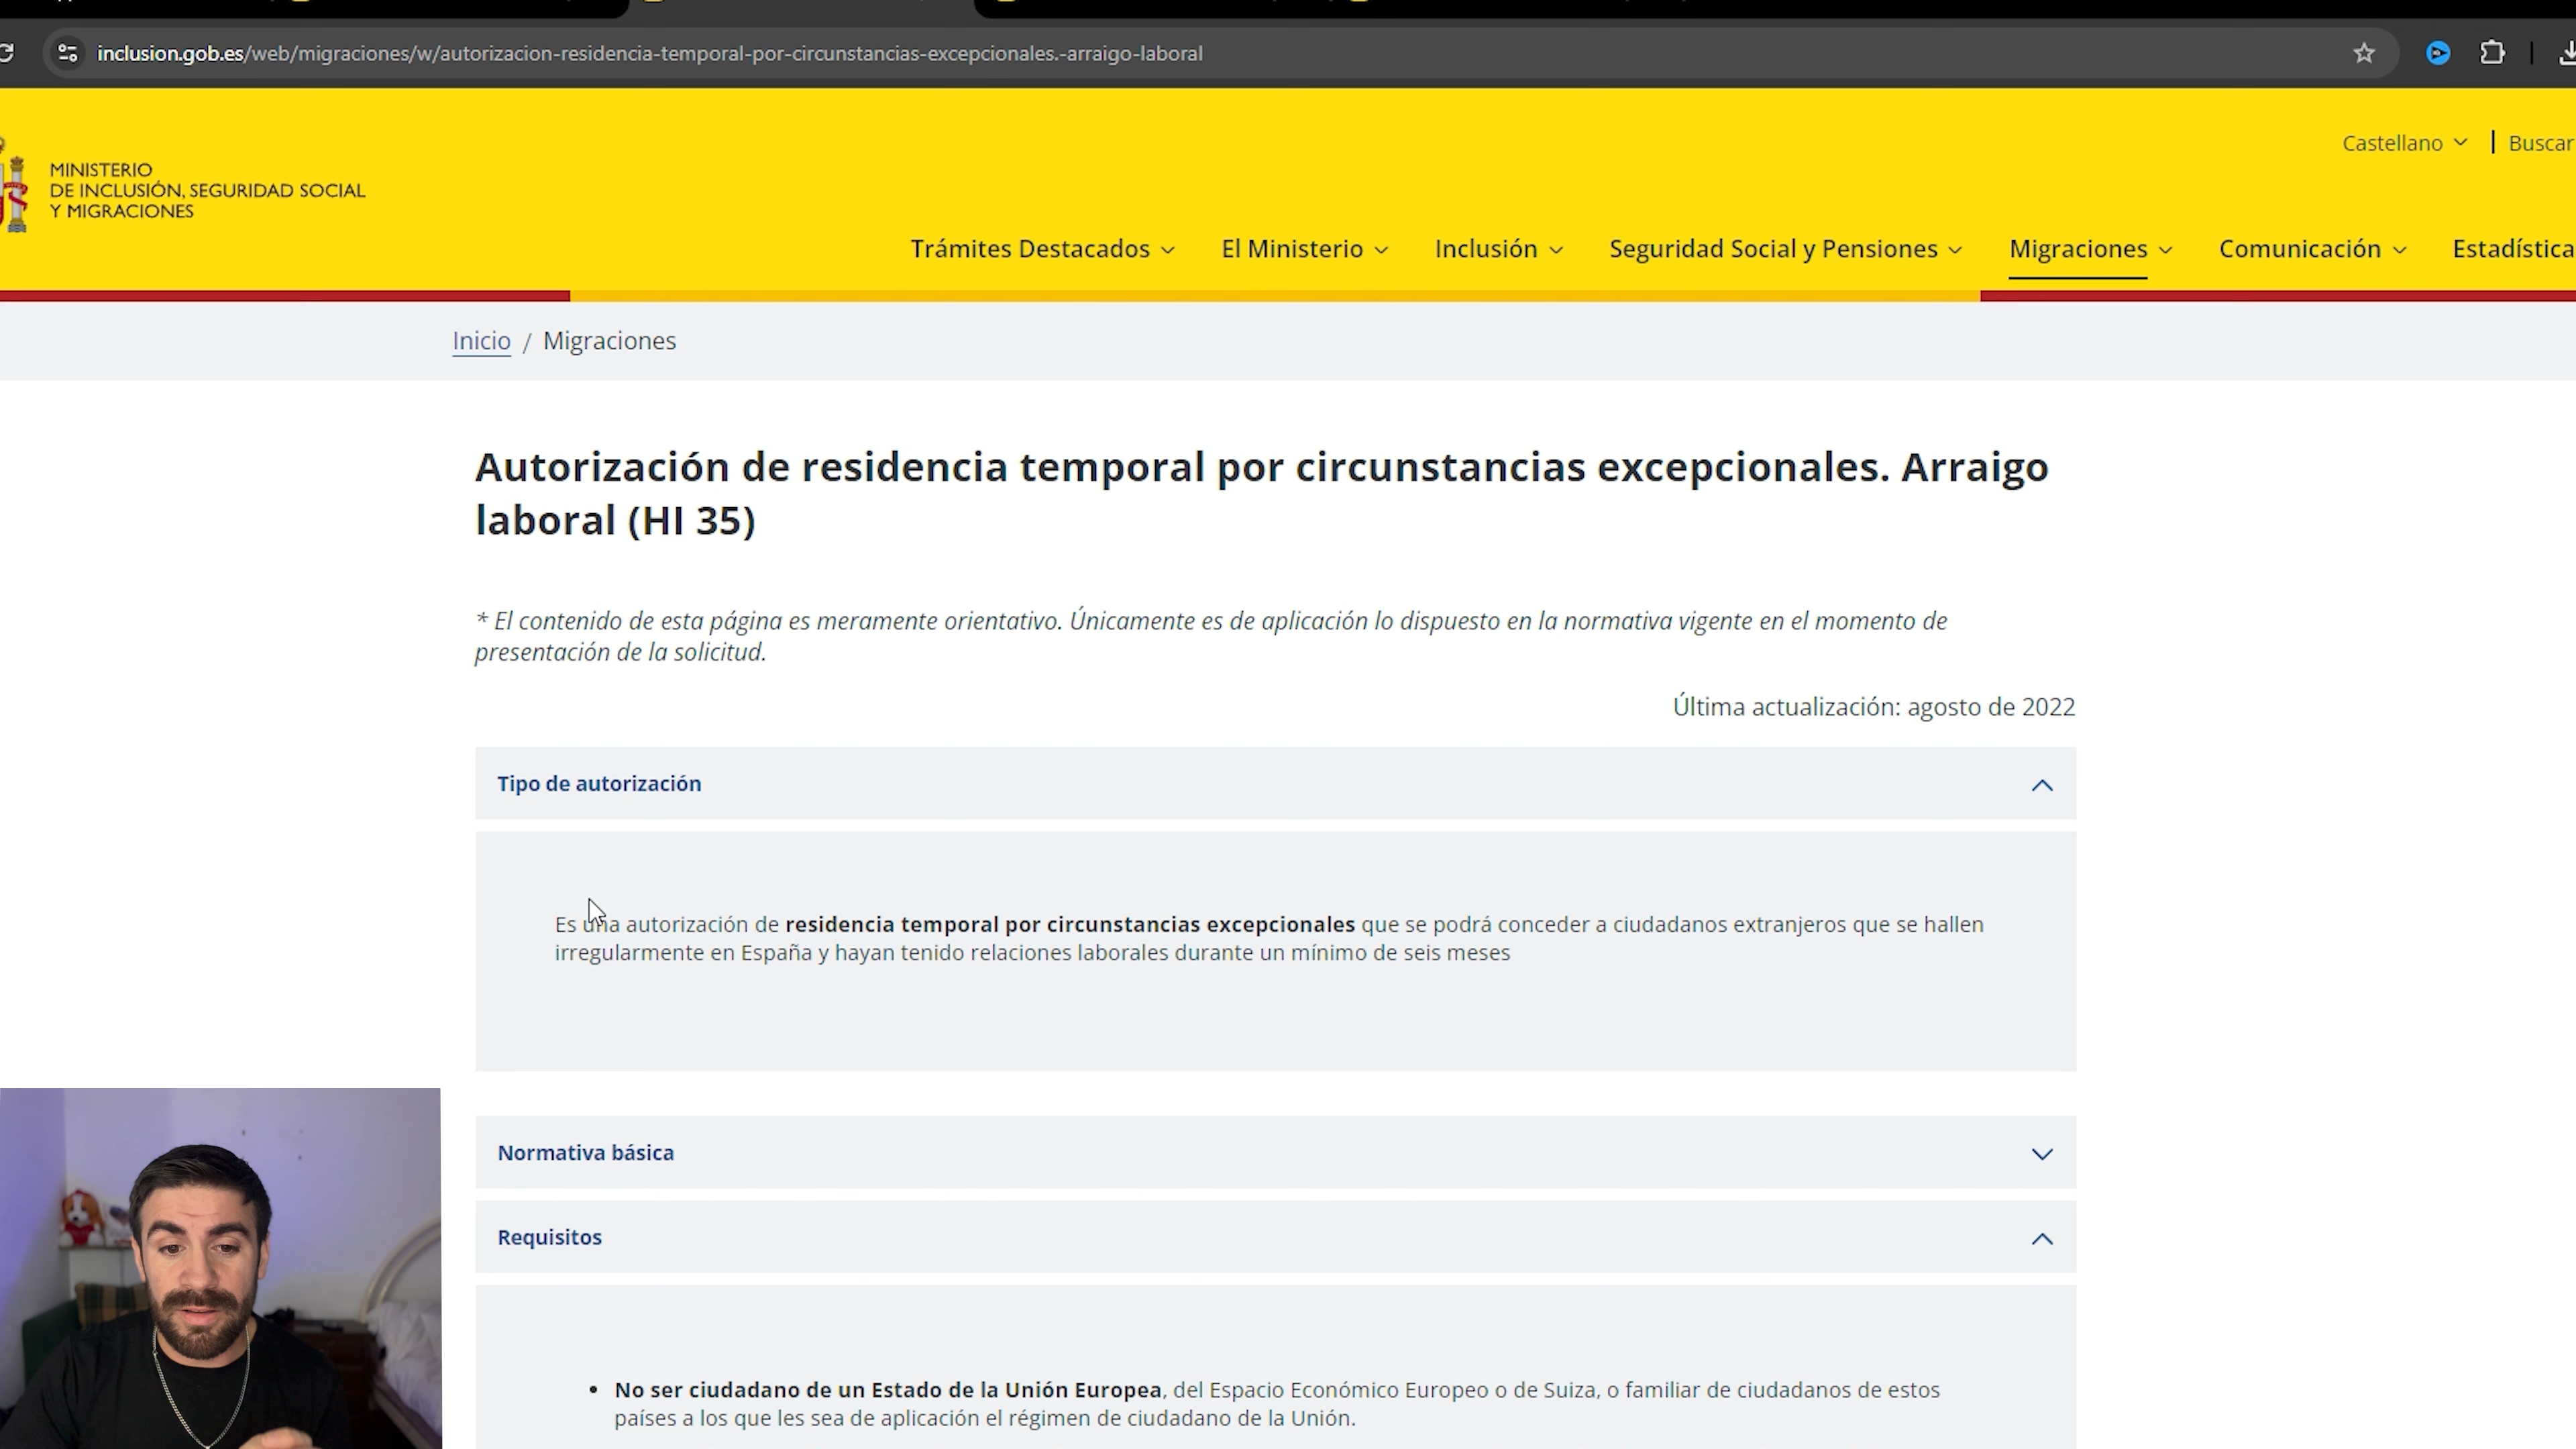 inclusion.gob.es/web/migraciones/w/autorizacion-residencia-temporal-por-circunstancias-excepcionales.-arraigo-laboral
Castellano
Buscar
MINISTERIO
DE INCLUSIÓN, SEGURIDAD SOCIAL
Y MIGRACIONES
Trámites Destacados El Ministerio Inclusión Seguridad Social y Pensiones Migraciones Comunicación Estadística
Inicio / Migraciones
Autorización de residencia temporal por circunstancias excepcionales. Arraigo
laboral (HI 35)
* El contenido de esta página es meramente orientativo. Únicamente es de aplicación lo dispuesto en la normativa vigente en el momento de
presentación de la solicitud.
Última actualización: agosto de 2022
Tipo de autorización
Es una autorización de residencia temporal por circunstancias excepcionales que se podrá conceder a ciudadanos extranjeros que se hallen
irregularmente en España y hayan tenido relaciones laborales durante un mínimo de seis meses
Normativa básica
Requisitos
• No ser ciudadano de un Estado de la Unión Europea, del Espacio Económico Europeo o de Suiza, o familiar de ciudadanos de estos
países a los que les sea de aplicación el régimen de ciudadano de la Unión.